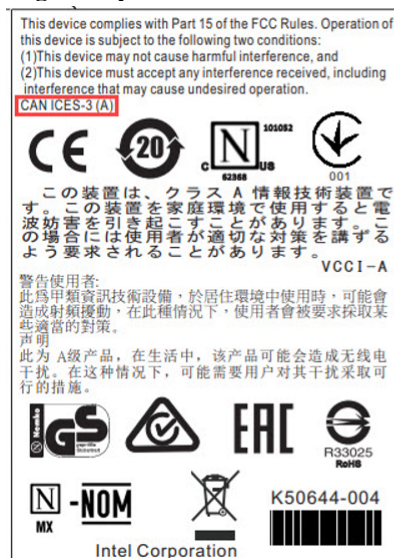 This device complies with Part 15 of the FCC Rules. Operation of
this device is subject to the following two conditions:
(1)This device may not cause harmful interference, and
(2)This device must accept any interference received, including
interference that may cause undesired operation.
CAN ICES-3 (A)
CE
20
N
101052
C
US
62368
001
この装置は、クラス A 情報技術装置で
す。この装置を家庭環境で使用すると電
波妨害を引き起こすことがあります。こ
の場合には使用者が適切な対策を講ずる
よう要求されることがあります。
VCCI-A
警告使用者:
此爲甲類資訊技術設備，於居住環境中使用時，可能會
造成射頻擾動，在此種情況下，使用者會被要求採取某
些適當的對策。
声明
此为 A级产品，在生活中，该产品可能会造成无线电
干扰。在这种情况下，可能需要用户对其干扰采取可
行的措施。
Nemko
GS
geprüfte
Sicherheit
EAC
R33025
RoHS
N
MX
-NOM
K50644-004
Intel Corporation